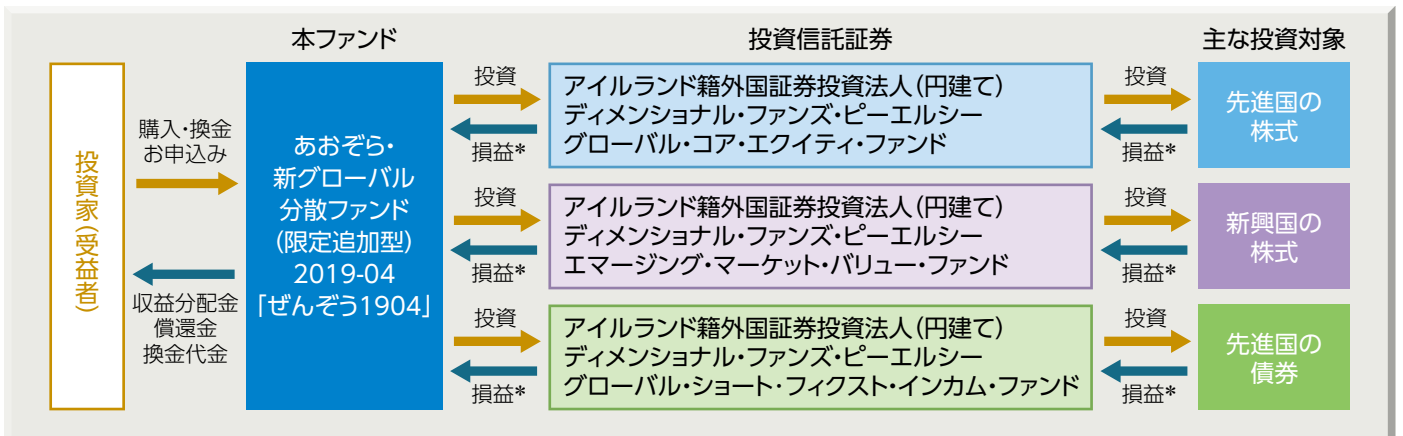 本ファンド
投資信託証券
主な投資対象
投資家(受益者)
購入・換金
お申込み
収益分配金
償還金
換金代金
あおぞら・
新グローバル
分散ファンド
(限定追加型)
2019-04
「ぜんぞう1904」
投資
損益*
アイルランド籍外国証券投資法人(円建て)
ディメンショナル・ファンズ・ピーエルシー
グローバル・コア・エクイティ・ファンド
投資
損益*
先進国の
株式
投資
損益*
アイルランド籍外国証券投資法人(円建て)
ディメンショナル・ファンズ・ピーエルシー
エマージング・マーケット・バリュー・ファンド
投資
損益*
新興国の
株式
投資
損益*
アイルランド籍外国証券投資法人(円建て)
ディメンショナル・ファンズ・ピーエルシー
グローバル・ショート・フィクスト・インカム・ファンド
投資
損益*
先進国の
債券